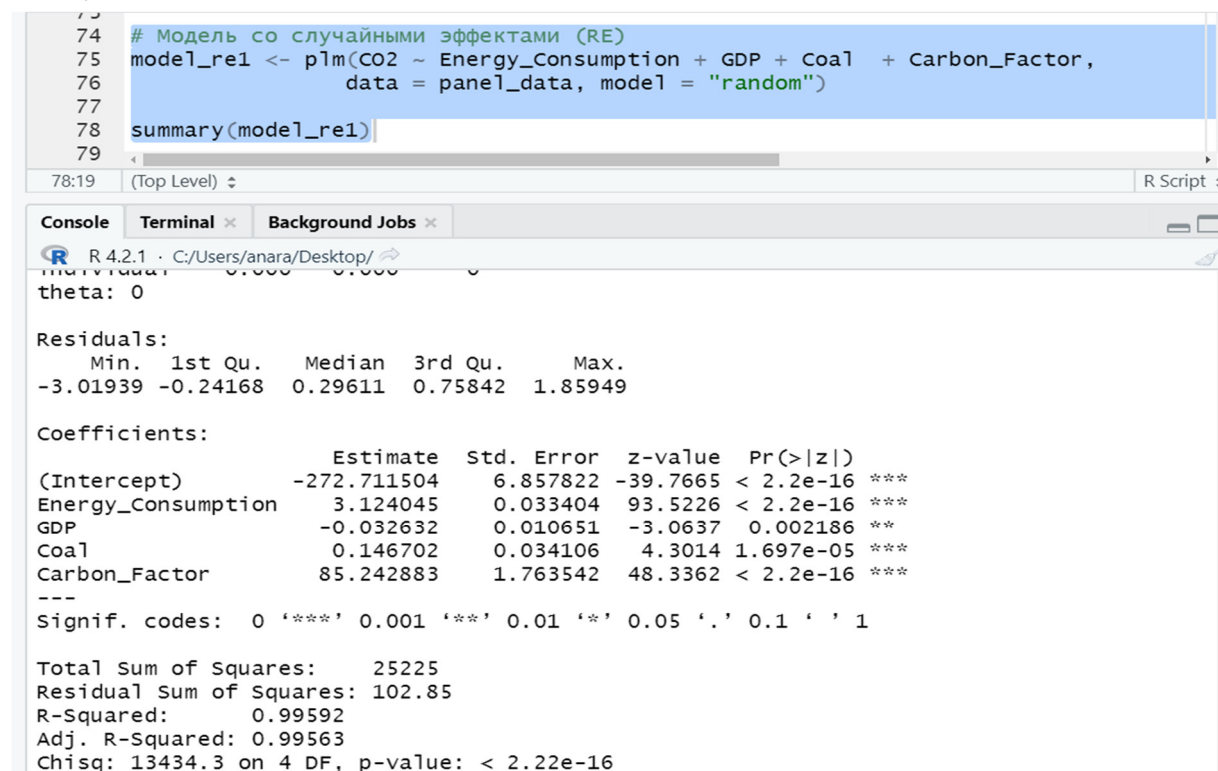 74 # Модель со случайными эффектами (RE)
75 model_re1 <- plm(CO2 ~ Energy_Consumption + GDP + Coal  + Carbon_Factor,
76                  data = panel_data, model = "random")
77
78 summary(model_re1)
79
78:19 (Top Level) R Script
Console Terminal Background Jobs
R 4.2.1 · C:/Users/anara/Desktop/
theta: 0
Residuals:
Min. 1st Qu. Median 3rd Qu. Max.
-3.01939 -0.24168 0.29611 0.75842 1.85949
Coefficients:
Estimate Std. Error z-value Pr(>|z|)
(Intercept) -272.711504 6.857822 -39.7665 < 2.2e-16 ***
Energy_Consumption 3.124045 0.033404 93.5226 < 2.2e-16 ***
GDP -0.032632 0.010651 -3.0637 0.002186 **
Coal 0.146702 0.034106 4.3014 1.697e-05 ***
Carbon_Factor 85.242883 1.763542 48.3362 < 2.2e-16 ***
---
Signif. codes: 0 ‘***’ 0.001 ‘**’ 0.01 ‘*’ 0.05 ‘.’ 0.1 ‘ ’ 1
Total Sum of Squares: 25225
Residual Sum of Squares: 102.85
R-Squared: 0.99592
Adj. R-Squared: 0.99563
Chisq: 13434.3 on 4 DF, p-value: < 2.22e-16